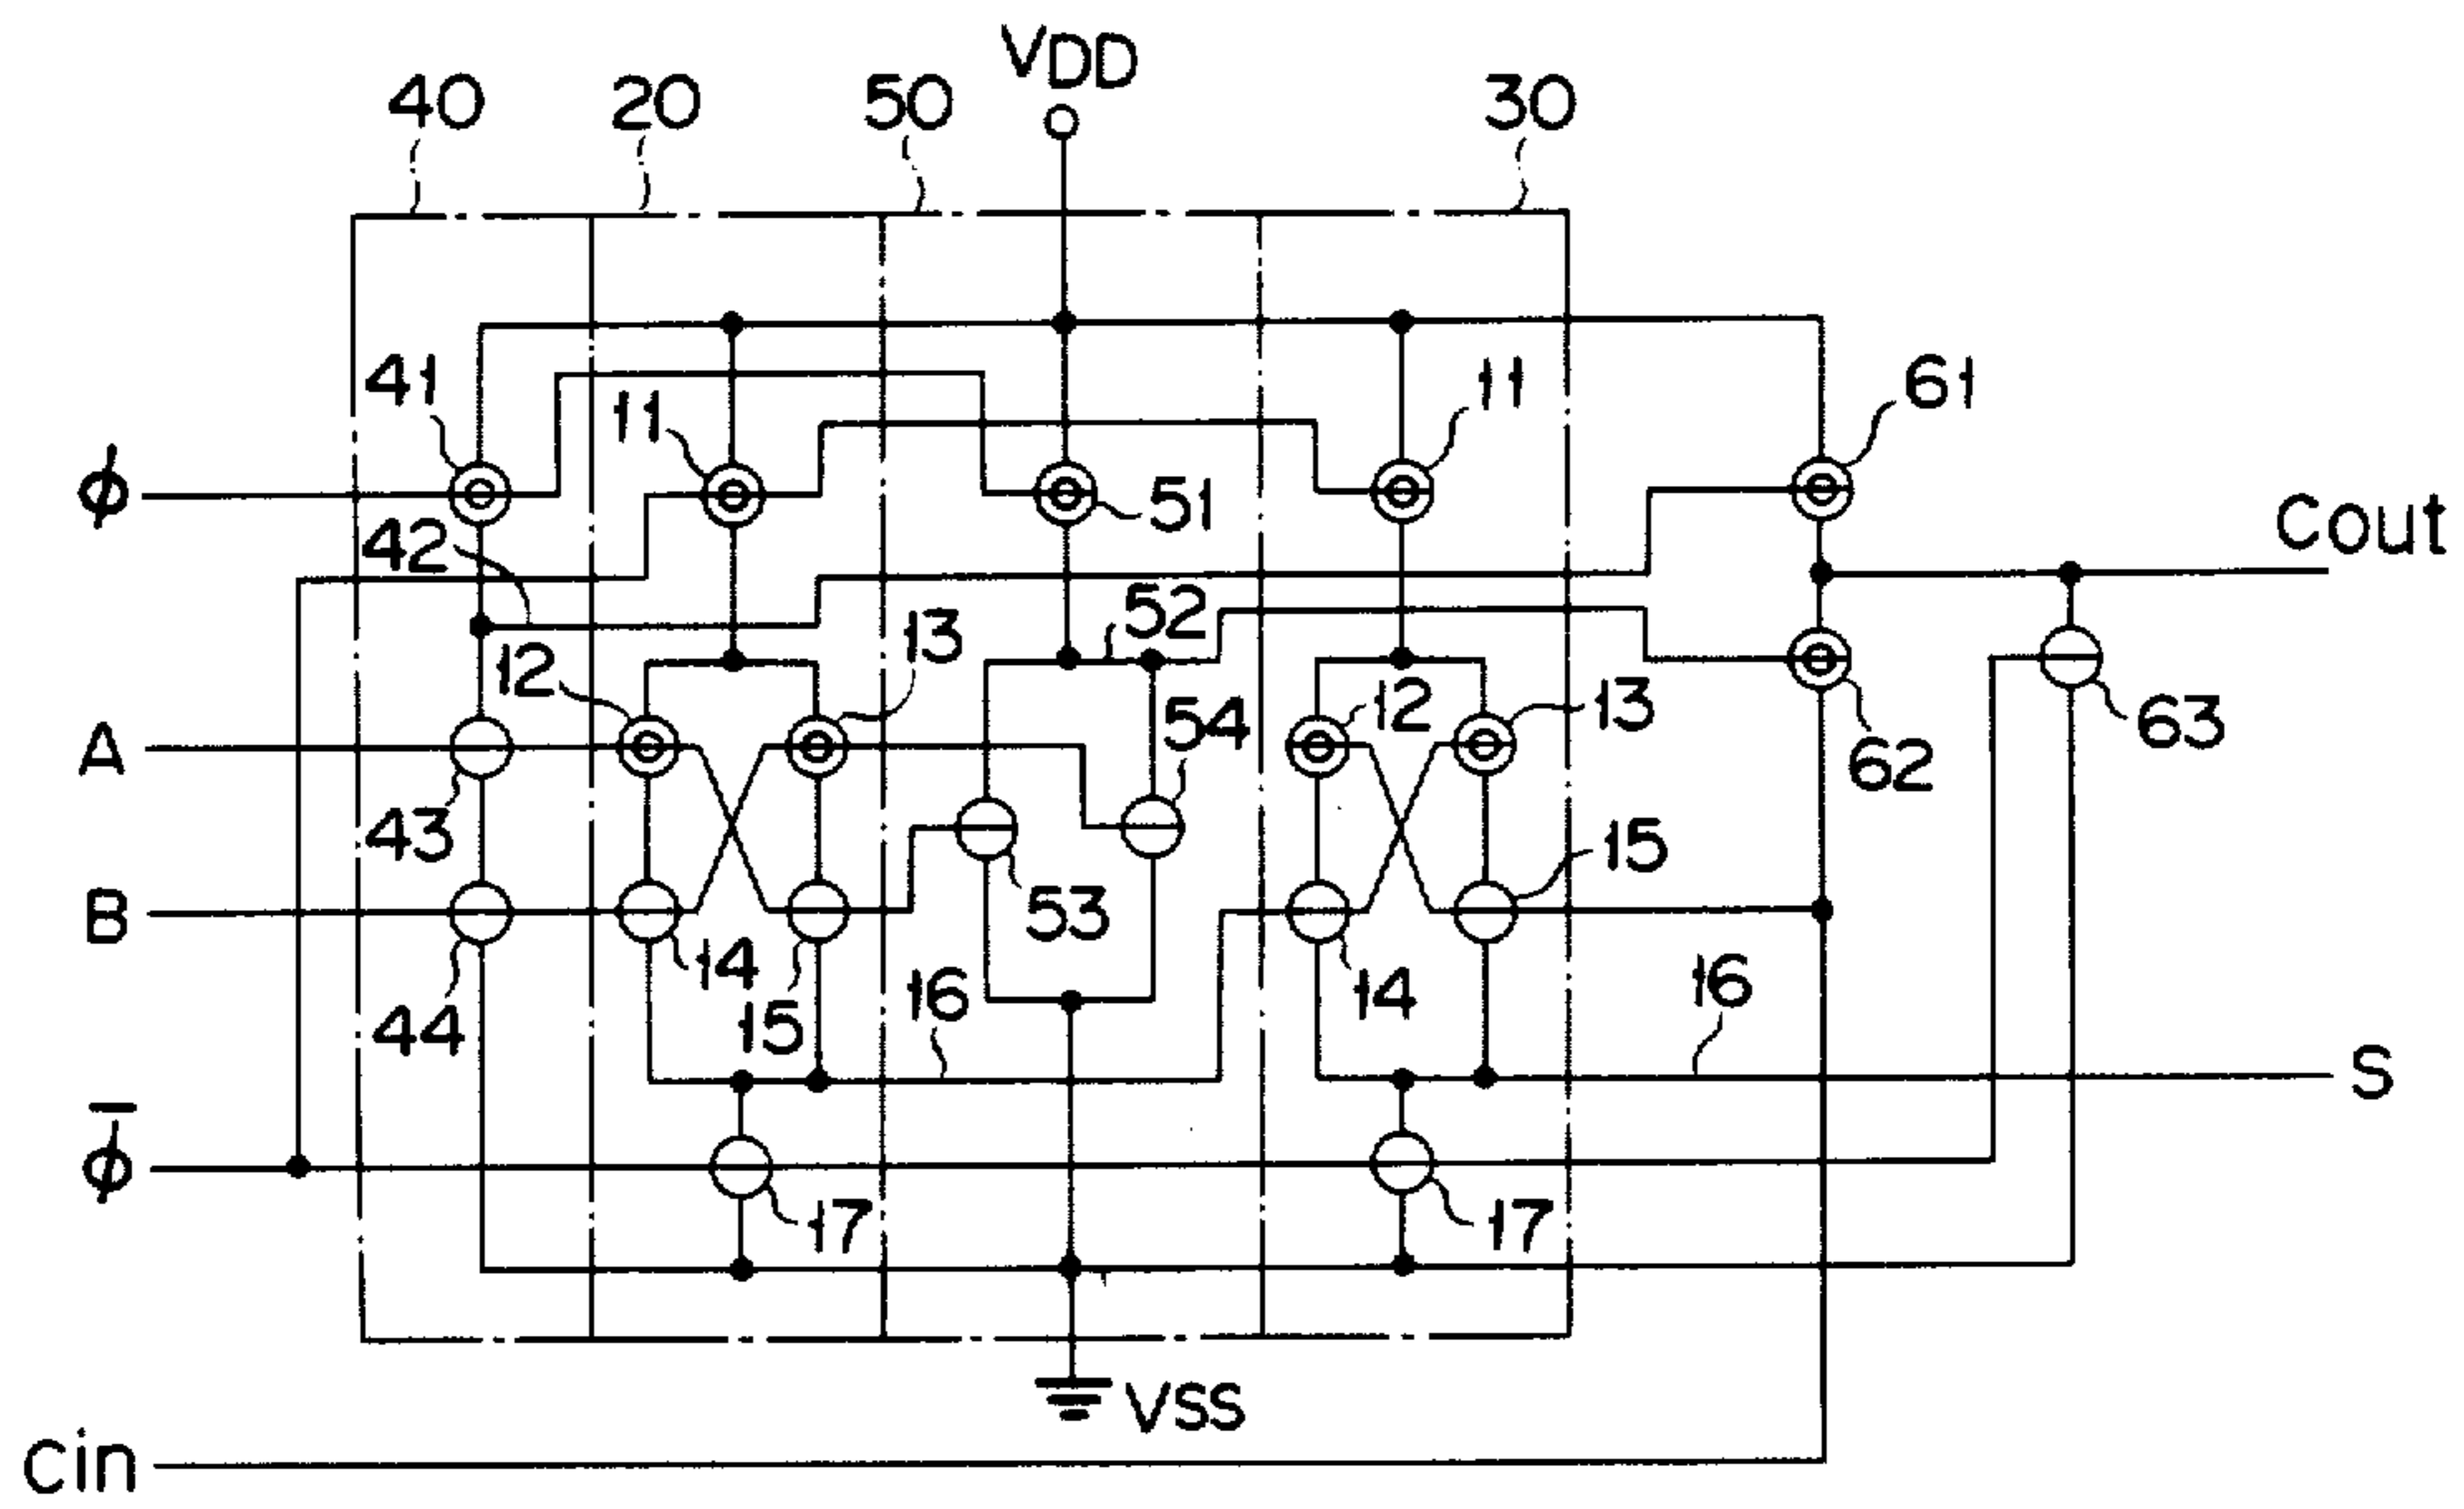 VDD
40 20 50 30
41 11 11 61
ϕ 51 Cout
42 52
12 13 12 13
A 54 62 63
43 15
B 53
14 16 14 16
44 15
S
ϕ̅
17 17
VSS
Cin